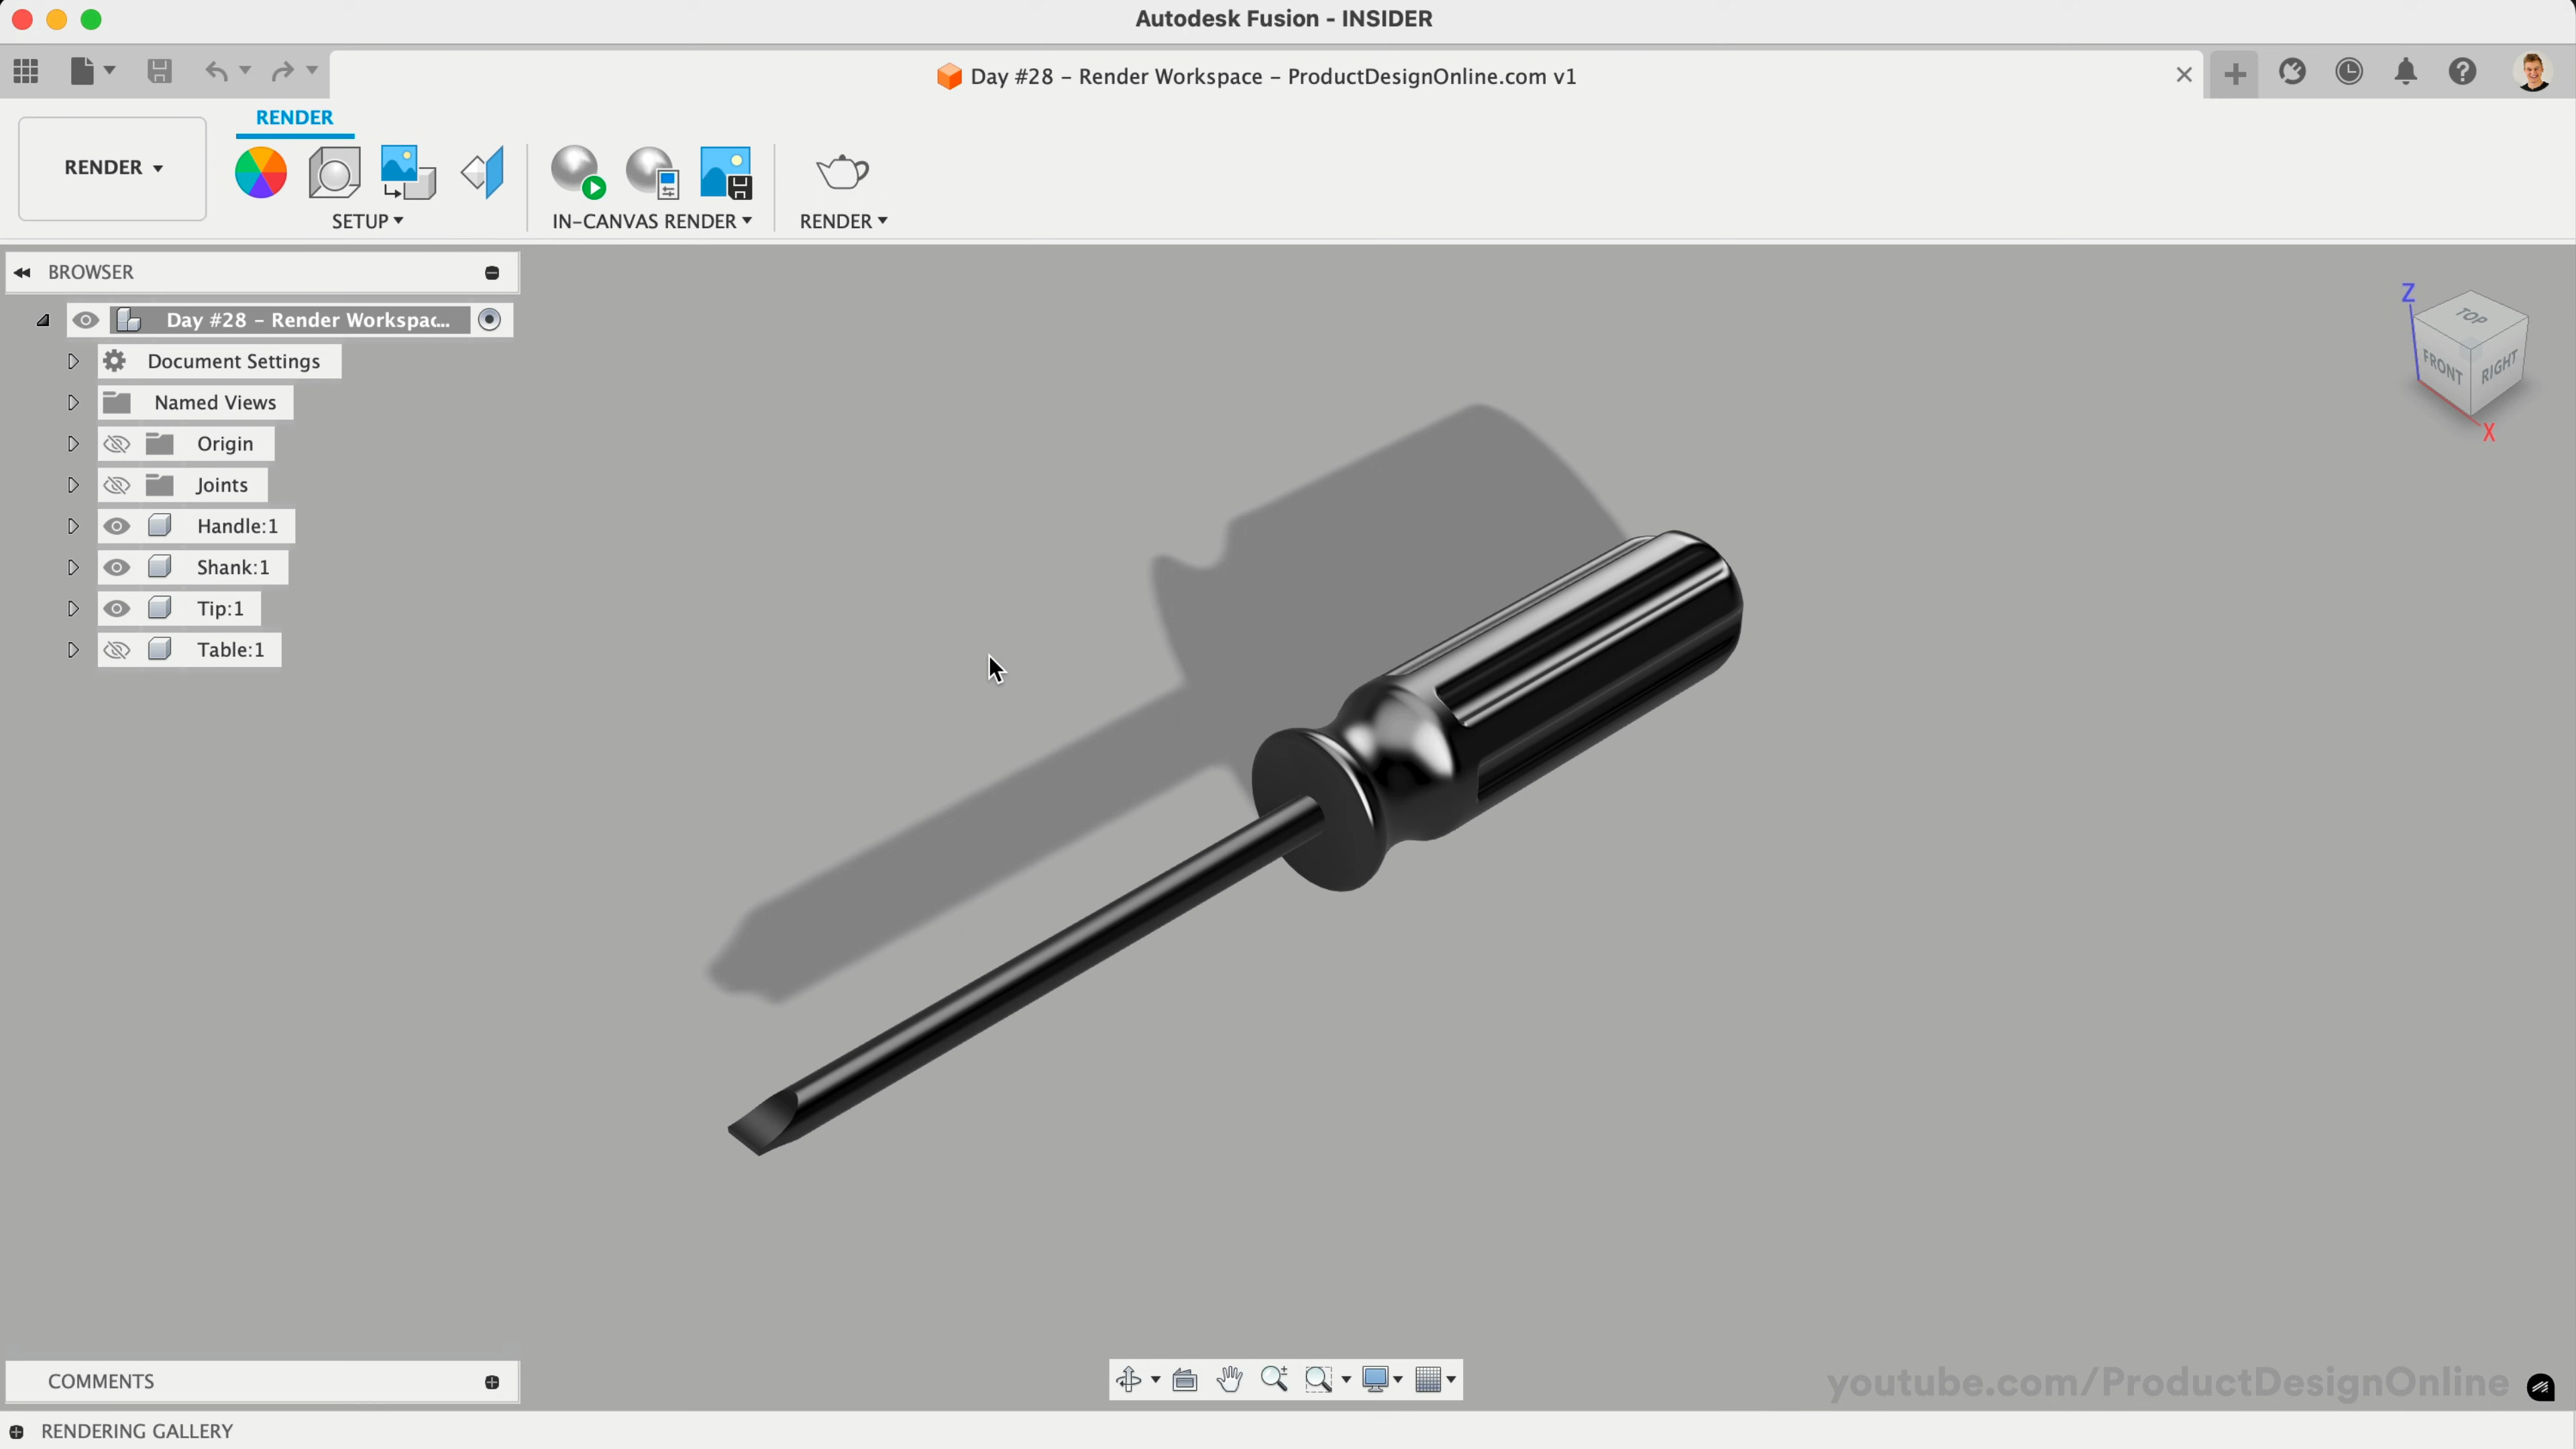 Autodesk Fusion - INSIDER
Day #28 - Render Workspace - ProductDesignOnline.com v1
RENDER
RENDER
SETUP
IN-CANVAS RENDER
RENDER
BROWSER
Day #28 - Render Workspac...
Document Settings
Named Views
Origin
Joints
Handle:1
Shank:1
Tip:1
Table:1
Z
TOP
FRONT
RIGHT
X
COMMENTS
youtube.com/ProductDesignOnline
RENDERING GALLERY